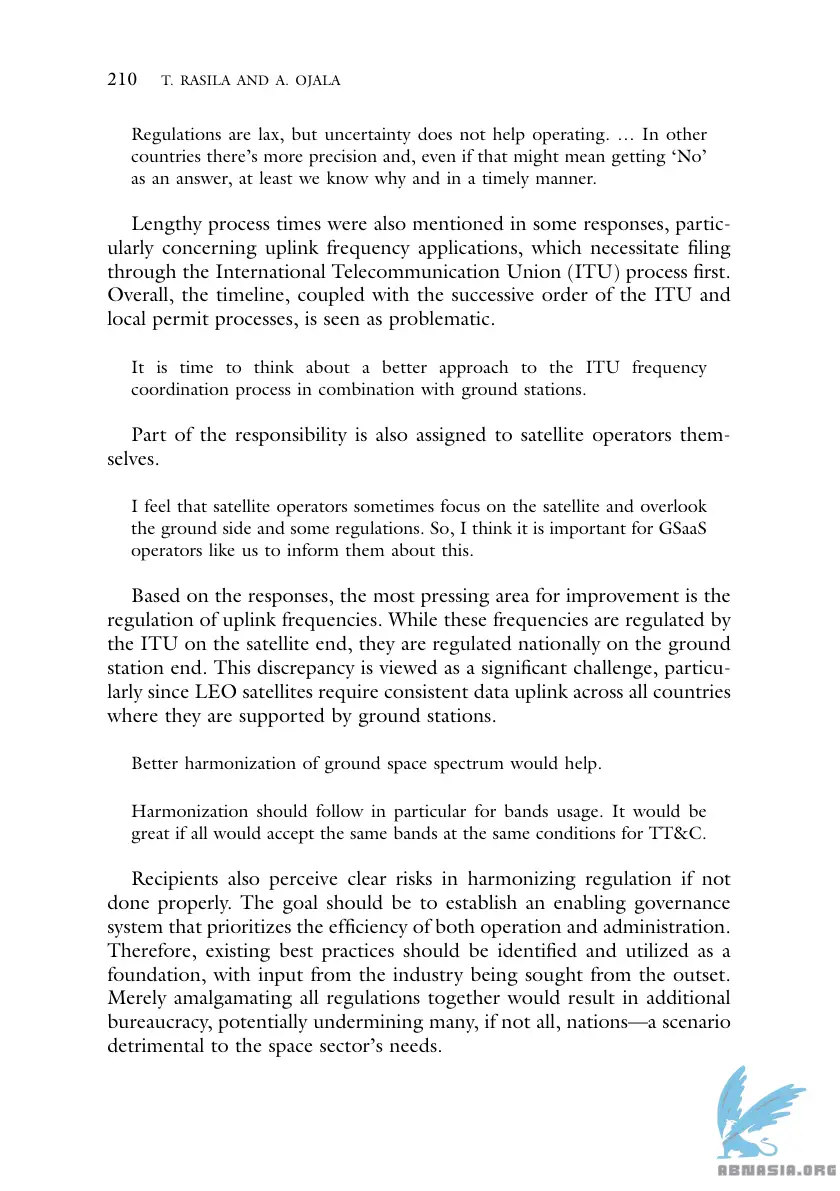 210 T. RASILA AND A. OJALA
Regulations are lax, but uncertainty does not help operating. … In other
countries there's more precision and, even if that might mean getting 'No'
as an answer, at least we know why and in a timely manner.
Lengthy process times were also mentioned in some responses, partic-
ularly concerning uplink frequency applications, which necessitate filing
through the International Telecommunication Union (ITU) process first.
Overall, the timeline, coupled with the successive order of the ITU and
local permit processes, is seen as problematic.
It is time to think about a better approach to the ITU frequency
coordination process in combination with ground stations.
Part of the responsibility is also assigned to satellite operators them-
selves.
I feel that satellite operators sometimes focus on the satellite and overlook
the ground side and some regulations. So, I think it is important for GSaaS
operators like us to inform them about this.
Based on the responses, the most pressing area for improvement is the
regulation of uplink frequencies. While these frequencies are regulated by
the ITU on the satellite end, they are regulated nationally on the ground
station end. This discrepancy is viewed as a significant challenge, particu-
larly since LEO satellites require consistent data uplink across all countries
where they are supported by ground stations.
Better harmonization of ground space spectrum would help.
Harmonization should follow in particular for bands usage. It would be
great if all would accept the same bands at the same conditions for TT&C.
Recipients also perceive clear risks in harmonizing regulation if not
done properly. The goal should be to establish an enabling governance
system that prioritizes the efficiency of both operation and administration.
Therefore, existing best practices should be identified and utilized as a
foundation, with input from the industry being sought from the outset.
Merely amalgamating all regulations together would result in additional
bureaucracy, potentially undermining many, if not all, nations—a scenario
detrimental to the space sector's needs.
ABNASIA.ORG